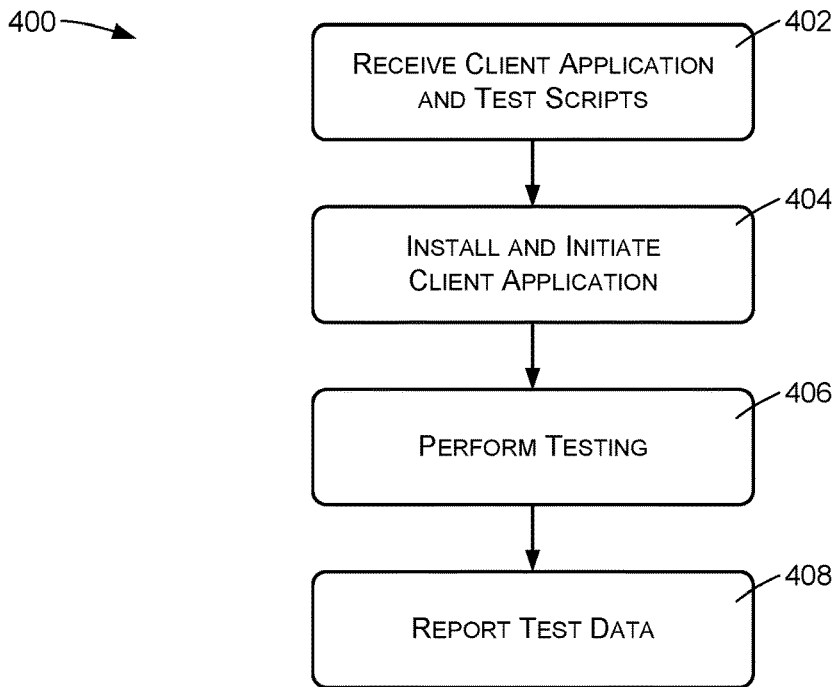 400
402
RECEIVE CLIENT APPLICATION
AND TEST SCRIPTS
404
INSTALL AND INITIATE
CLIENT APPLICATION
406
PERFORM TESTING
408
REPORT TEST DATA